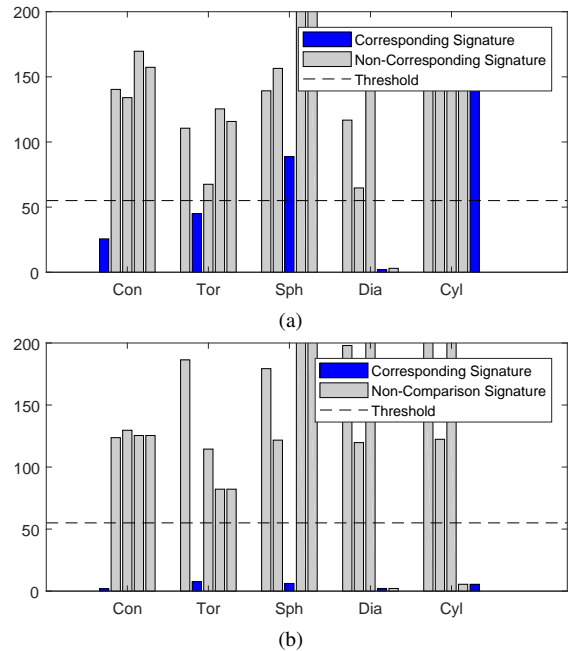 200
150
100
50
0
Corresponding Signature
Non-Corresponding Signature
Threshold
Con Tor Sph Dia Cyl
(a)
200
150
100
50
0
Corresponding Signature
Non-Comparison Signature
Threshold
Con Tor Sph Dia Cyl
(b)